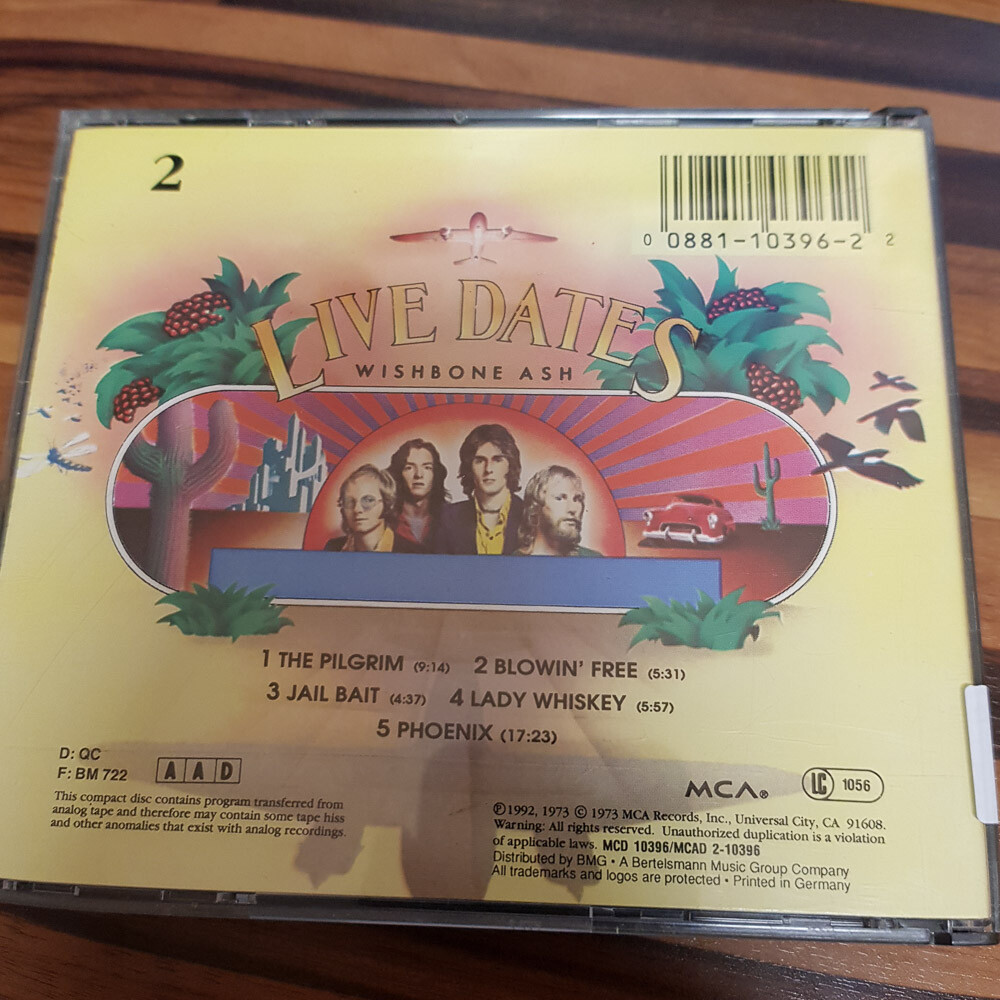 2
0 0881-10396-2 2
LIVE DATES
WISHBONE ASH
1 THE PILGRIM (9:14) 2 BLOWIN' FREE (5:31)
3 JAIL BAIT (4:37) 4 LADY WHISKEY (5:57)
5 PHOENIX (17:23)
D: QC
F: BM 722
A A D
This compact disc contains program transferred from
analog tape and therefore may contain some tape hiss
and other anomalies that exist with analog recordings.
MCA®
LC 1056
℗1992, 1973 © 1973 MCA Records, Inc., Universal City, CA 91608.
Warning: All rights reserved. Unauthorized duplication is a violation
of applicable laws. MCD 10396/MCAD 2-10396
Distributed by BMG • A Bertelsmann Music Group Company
All trademarks and logos are protected • Printed in Germany